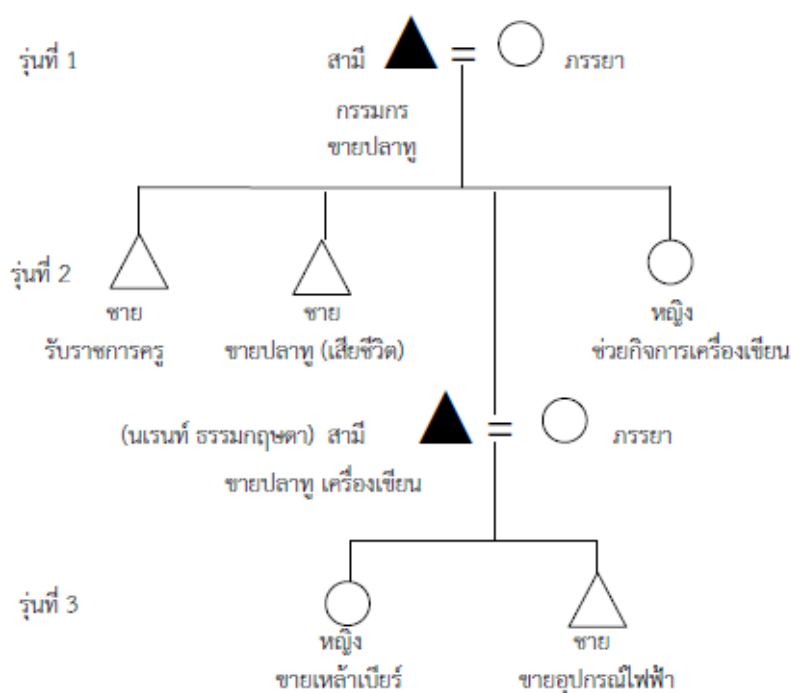 รุ่นที่ 1 สามี = ภรรยา
กรรมกร
ขายปลาทู
รุ่นที่ 2
ชาย ชาย หญิง
รับราชการครู ขายปลาทู (เสียชีวิต) ช่วยกิจการเครื่องเขียน
(นเรนท์ ธรรมกฤษดา) สามี = ภรรยา
ขายปลาทู เครื่องเขียน
รุ่นที่ 3
หญิง ชาย
ขายเหล้าเบียร์ ขายอุปกรณ์ไฟฟ้า